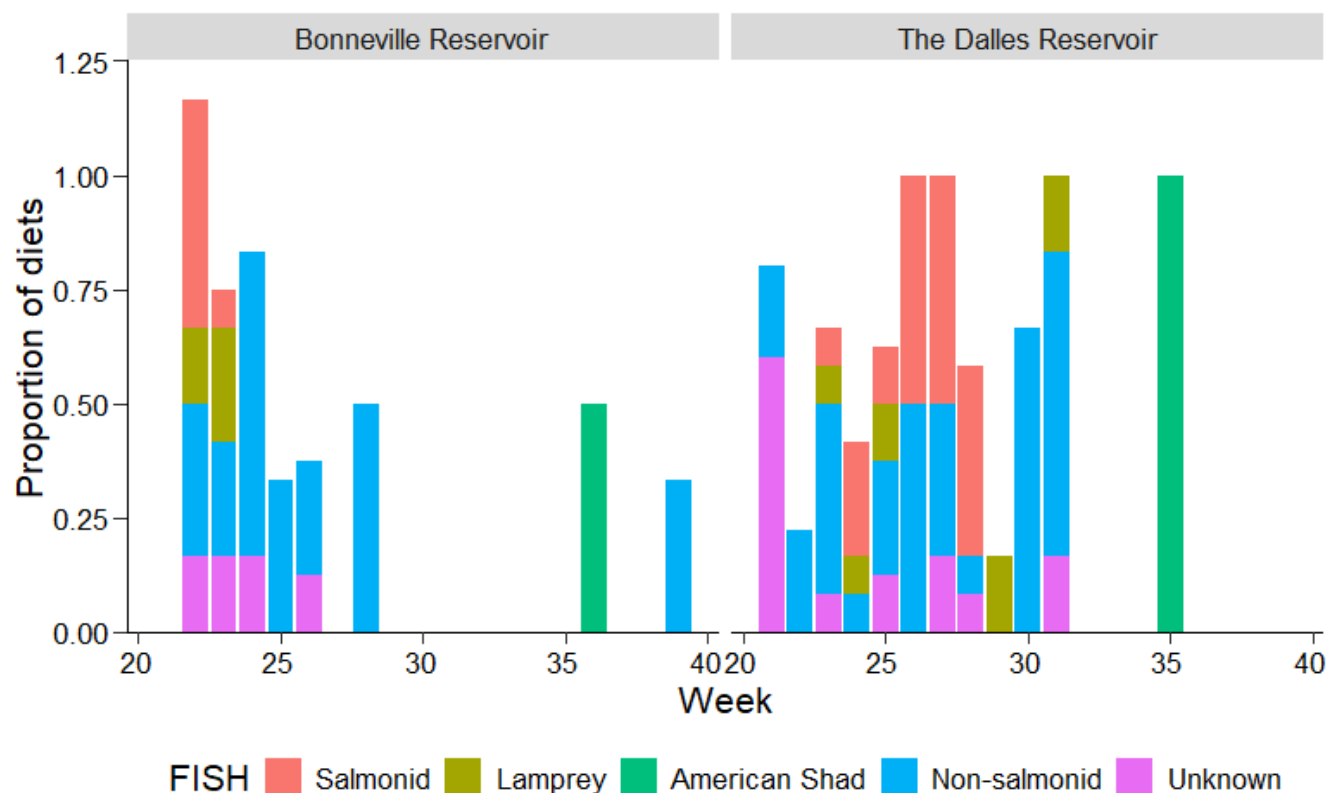 Bonneville Reservoir
The Dalles Reservoir
1.25
1.00
0.75
0.50
0.25
0.00
Proportion of diets
20 25 30 35 40 20 25 30 35 40
Week
FISH Salmonid Lamprey American Shad Non-salmonid Unknown